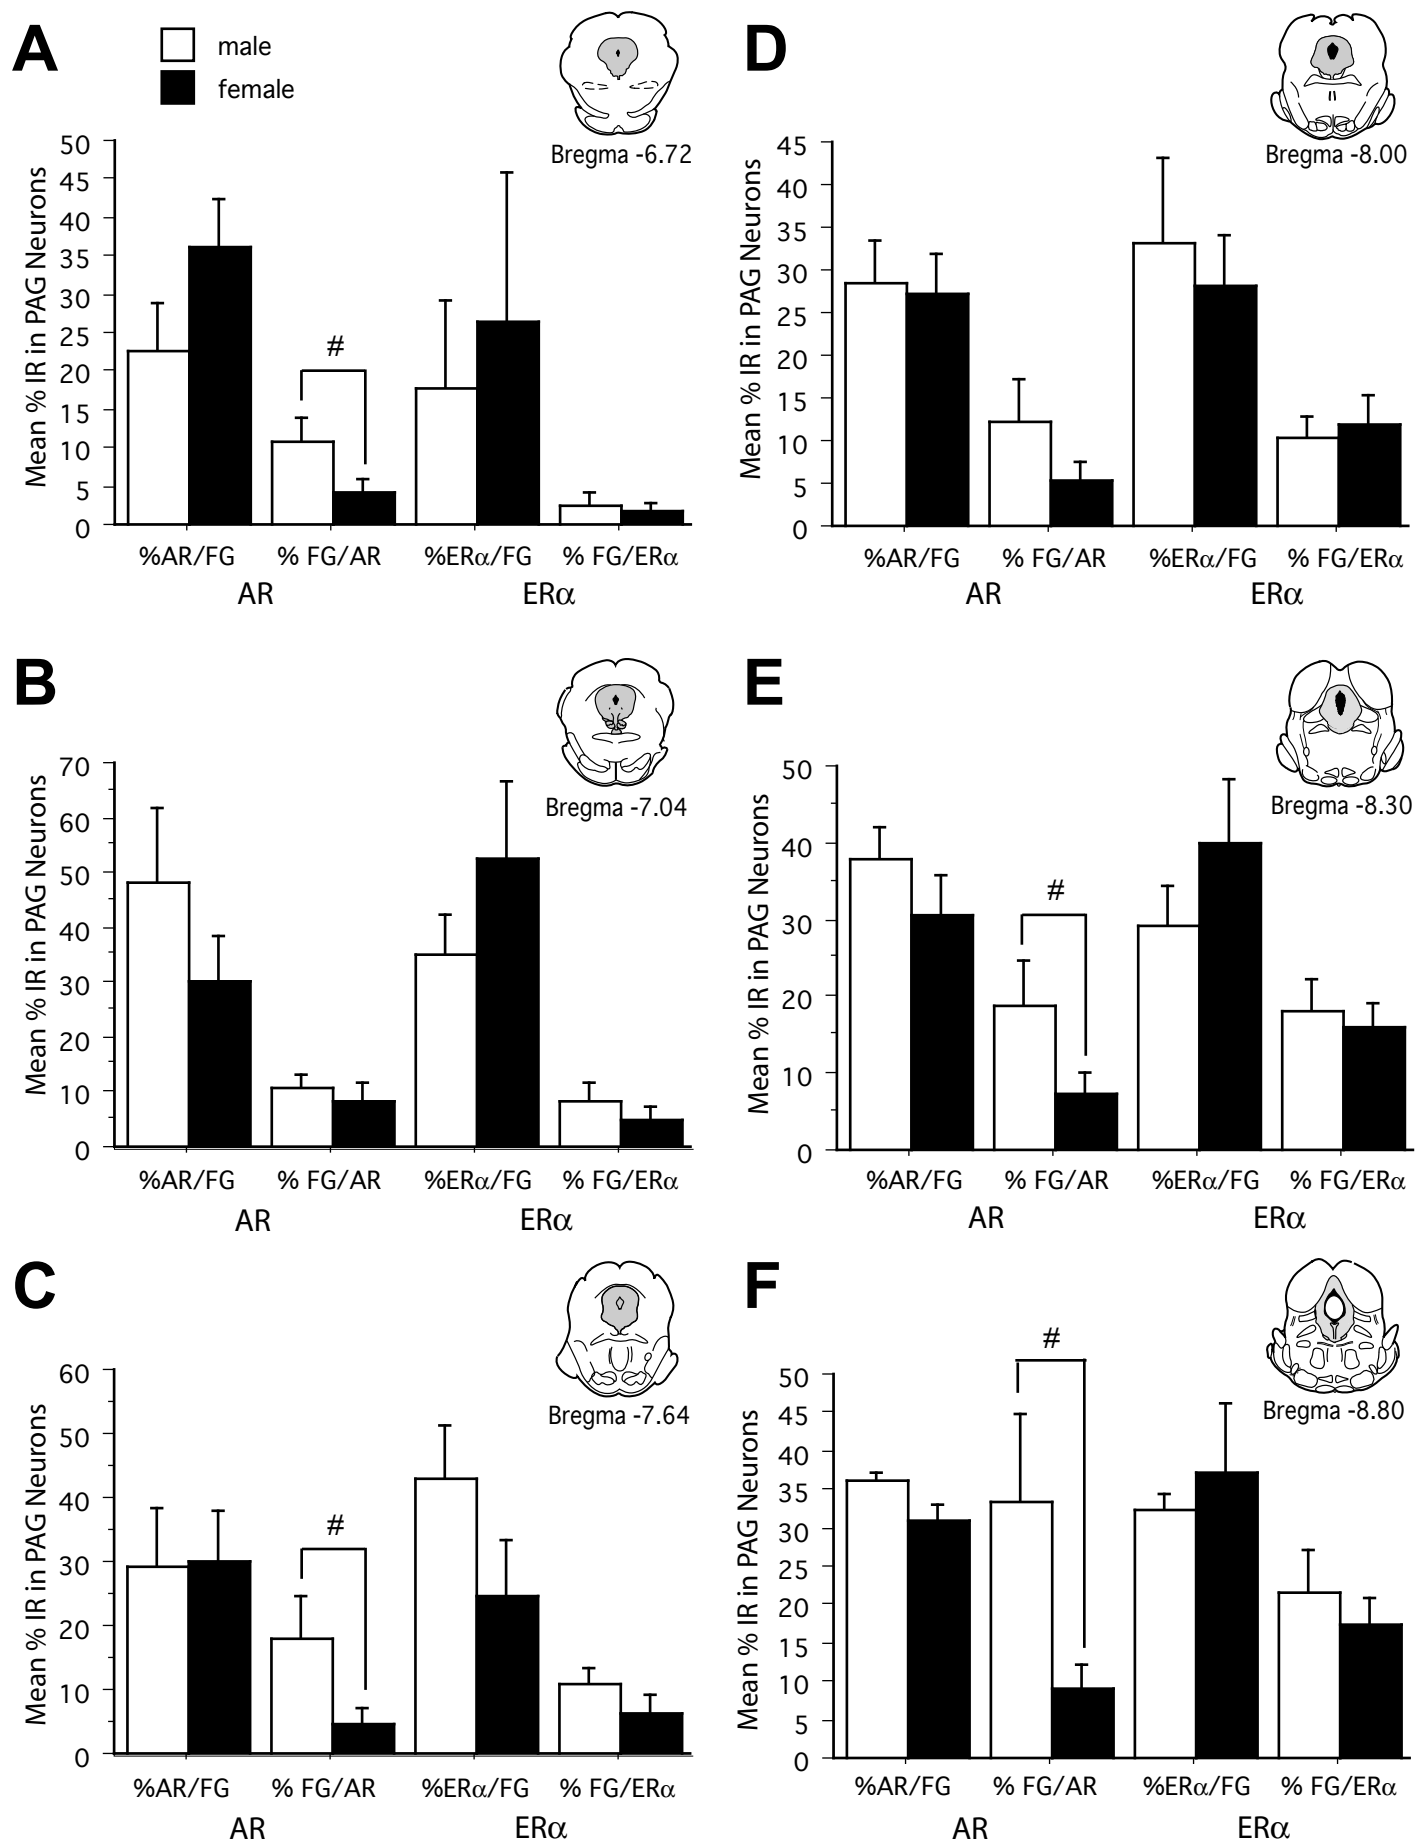 A
male
female
Bregma -6.72
Mean % IR in PAG Neurons
50
45
40
35
30
25
20
15
10
5
0
#
%AR/FG % FG/AR %ERα/FG % FG/ERα
AR ERα
B
Bregma -7.04
Mean % IR in PAG Neurons
70
60
50
40
30
20
10
0
%AR/FG % FG/AR %ERα/FG % FG/ERα
AR ERα
C
Bregma -7.64
Mean % IR in PAG Neurons
60
50
40
30
20
10
0
#
%AR/FG % FG/AR %ERα/FG % FG/ERα
AR ERα
D
Bregma -8.00
Mean % IR in PAG Neurons
45
40
35
30
25
20
15
10
5
0
%AR/FG % FG/AR %ERα/FG % FG/ERα
AR ERα
E
Bregma -8.30
Mean % IR in PAG Neurons
50
40
30
20
10
0
#
%AR/FG % FG/AR %ERα/FG % FG/ERα
AR ERα
F
Bregma -8.80
Mean % IR in PAG Neurons
50
45
40
35
30
25
20
15
10
5
0
#
%AR/FG % FG/AR %ERα/FG % FG/ERα
AR ERα